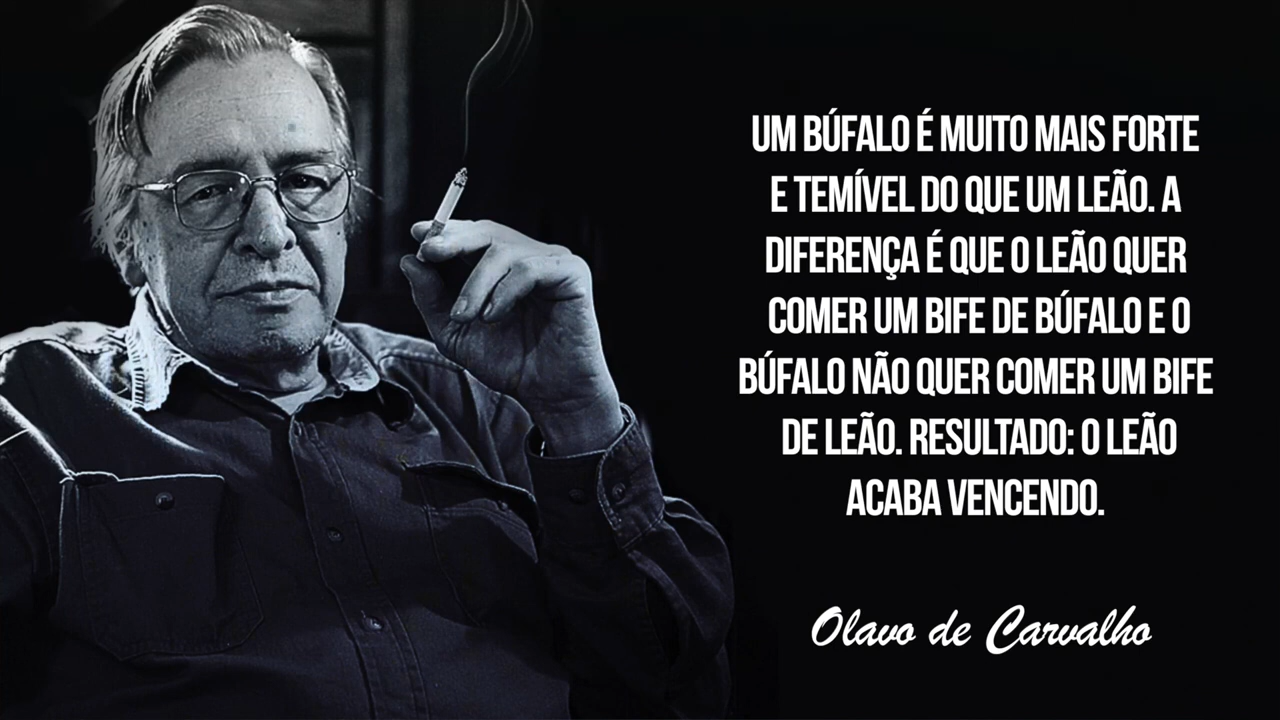 UM BÚFALO É MUITO MAIS FORTE
E TEMÍVEL DO QUE UM LEÃO. A
DIFERENÇA É QUE O LEÃO QUER
COMER UM BIFE DE BÚFALO E O
BÚFALO NÃO QUER COMER UM BIFE
DE LEÃO. RESULTADO: O LEÃO
ACABA VENCENDO.
Olavo de Carvalho